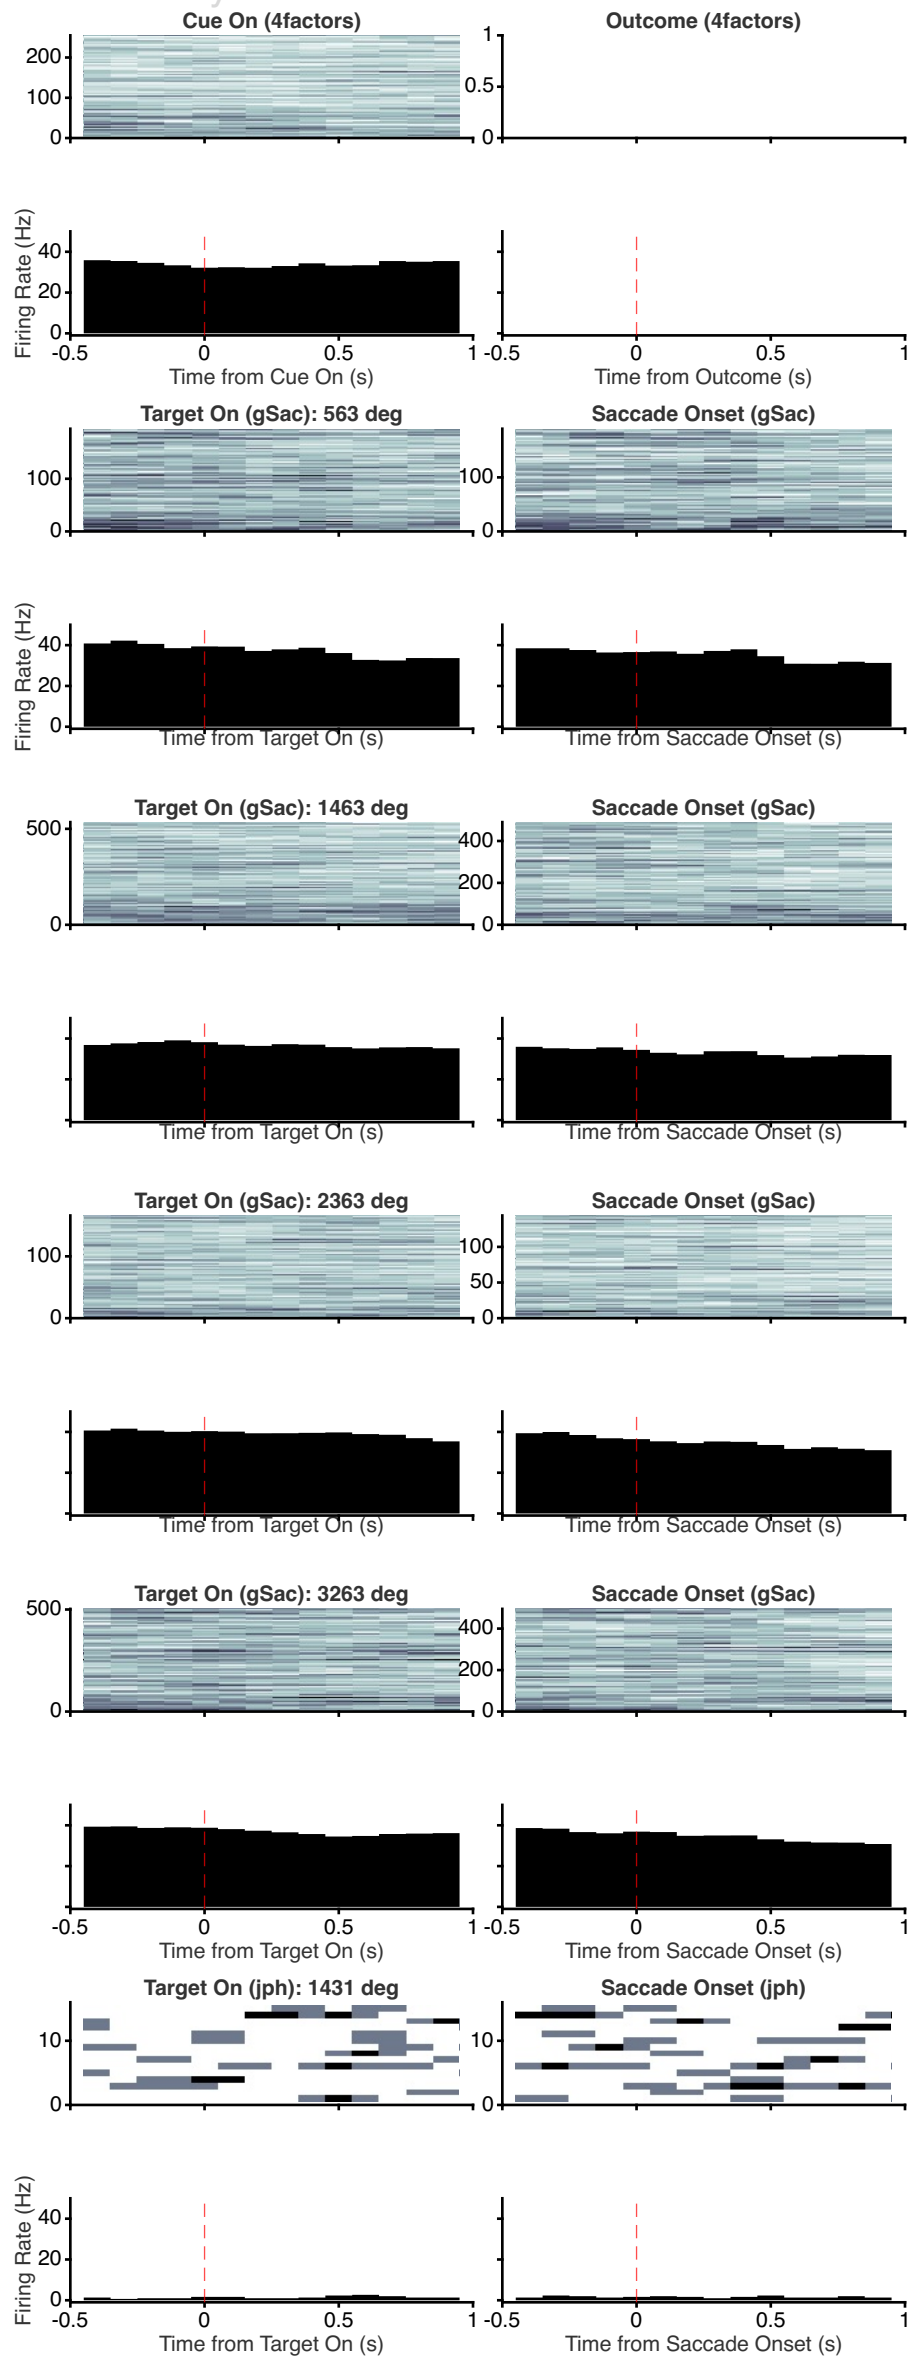 Cue On (4factors)
Outcome (4factors)
200
100
0
1
0.5
0
Firing Rate (Hz)
40
20
0
-0.5 0 0.5 1
Time from Cue On (s)
-0.5 0 0.5 1
Time from Outcome (s)
Target On (gSac): 563 deg
Saccade Onset (gSac)
100
0
100
0
Firing Rate (Hz)
40
20
0
Time from Target On (s)
Time from Saccade Onset (s)
Target On (gSac): 1463 deg
Saccade Onset (gSac)
500
0
400
200
0
Time from Target On (s)
Time from Saccade Onset (s)
Target On (gSac): 2363 deg
Saccade Onset (gSac)
100
0
100
50
0
Time from Target On (s)
Time from Saccade Onset (s)
Target On (gSac): 3263 deg
Saccade Onset (gSac)
500
0
400
200
0
-0.5 0 0.5 1
Time from Target On (s)
-0.5 0 0.5 1
Time from Saccade Onset (s)
Target On (jph): 1431 deg
Saccade Onset (jph)
10
0
10
0
Firing Rate (Hz)
40
20
0
-0.5 0 0.5 1
Time from Target On (s)
-0.5 0 0.5 1
Time from Saccade Onset (s)